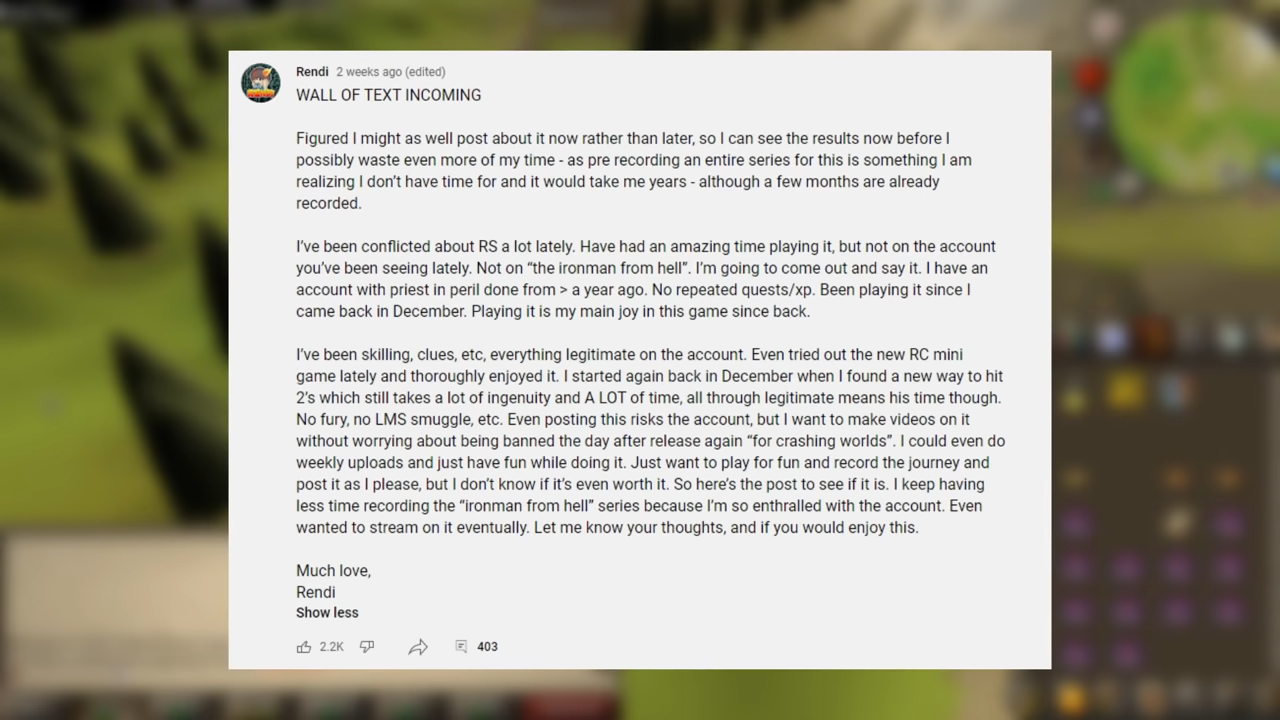 Rendi 2 weeks ago (edited)
WALL OF TEXT INCOMING
Figured I might as well post about it now rather than later, so I can see the results now before I
possibly waste even more of my time - as pre recording an entire series for this is something I am
realizing I don't have time for and it would take me years - although a few months are already
recorded.
I've been conflicted about RS a lot lately. Have had an amazing time playing it, but not on the account
you've been seeing lately. Not on “the ironman from hell”. I'm going to come out and say it. I have an
account with priest in peril done from > a year ago. No repeated quests/xp. Been playing it since I
came back in December. Playing it is my main joy in this game since back.
I've been skilling, clues, etc, everything legitimate on the account. Even tried out the new RC mini
game lately and thoroughly enjoyed it. I started again back in December when I found a new way to hit
2's which still takes a lot of ingenuity and A LOT of time, all through legitimate means his time though.
No fury, no LMS smuggle, etc. Even posting this risks the account, but I want to make videos on it
without worrying about being banned the day after release again “for crashing worlds”. I could even do
weekly uploads and just have fun while doing it. Just want to play for fun and record the journey and
post it as I please, but I don't know if it's even worth it. So here's the post to see if it is. I keep having
less time recording the “ironman from hell” series because I'm so enthralled with the account. Even
wanted to stream on it eventually. Let me know your thoughts, and if you would enjoy this.
Much love,
Rendi
Show less
2.2K 403